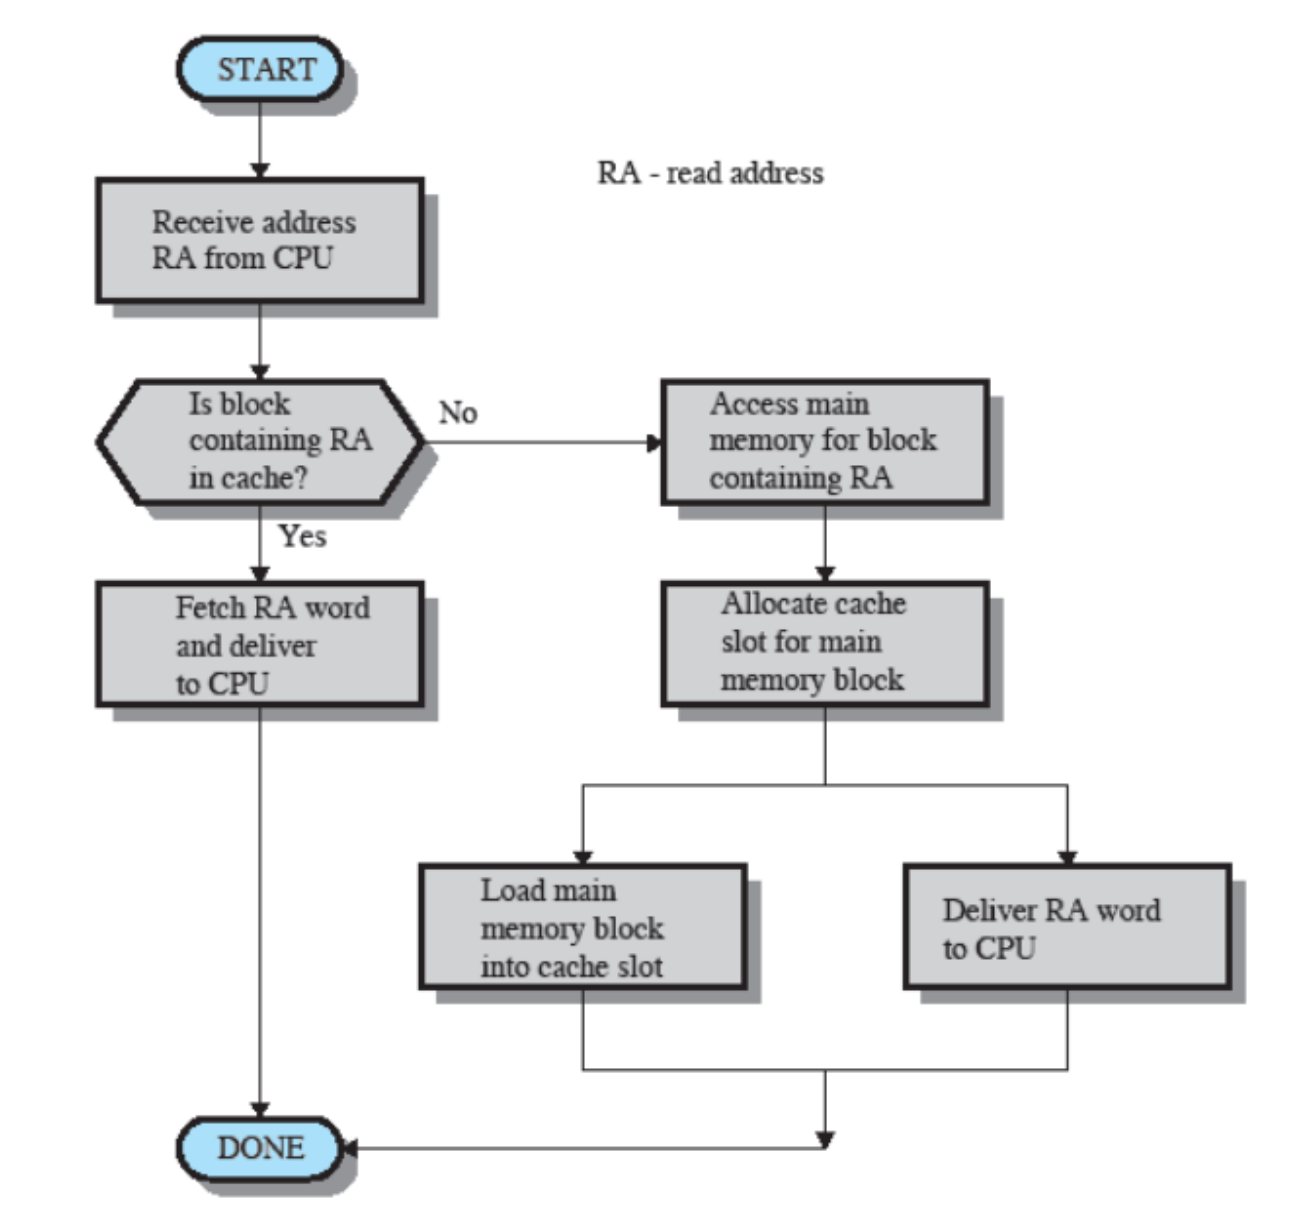 START
RA - read address
Receive address
RA from CPU
Is block
containing RA
in cache?
No
Access main
memory for block
containing RA
Yes
Fetch RA word
and deliver
to CPU
Allocate cache
slot for main
memory block
Load main
memory block
into cache slot
Deliver RA word
to CPU
DONE